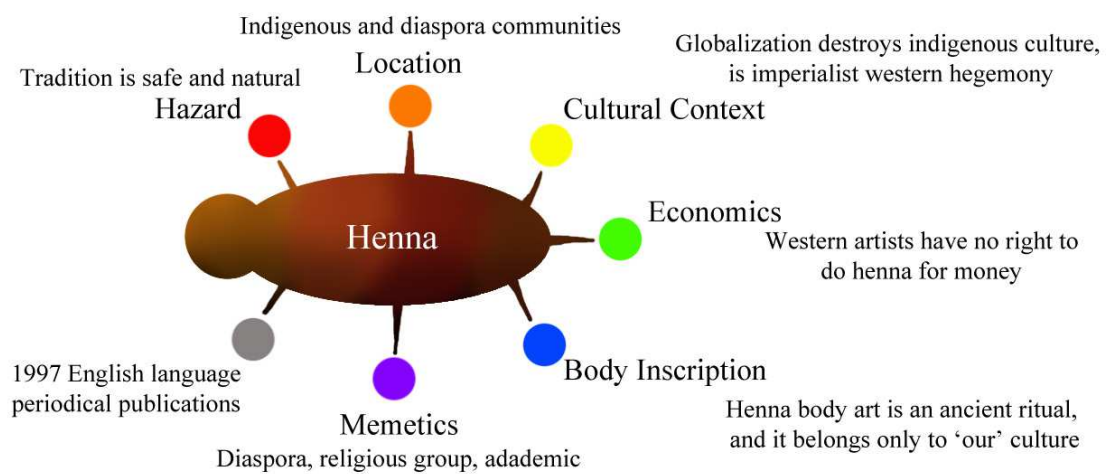 Indigenous and diaspora communities
Location
Tradition is safe and natural
Hazard
Globalization destroys indigenous culture,
is imperialist western hegemony
Cultural Context
Henna
Economics
Western artists have no right to
do henna for money
Body Inscription
Henna body art is an ancient ritual,
and it belongs only to ‘our’ culture
1997 English language
periodical publications
Memetics
Diaspora, religious group, adademic